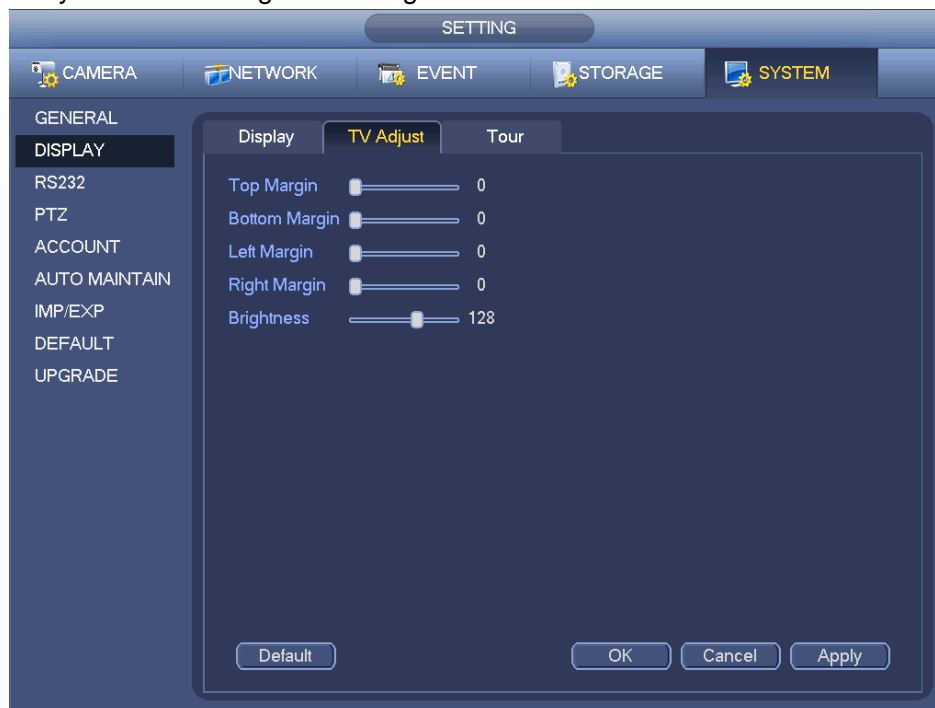 SETTING
CAMERA NETWORK EVENT STORAGE SYSTEM
GENERAL
DISPLAY
RS232
PTZ
ACCOUNT
AUTO MAINTAIN
IMP/EXP
DEFAULT
UPGRADE
Display TV Adjust Tour
Top Margin 0
Bottom Margin 0
Left Margin 0
Right Margin 0
Brightness 128
Default OK Cancel Apply